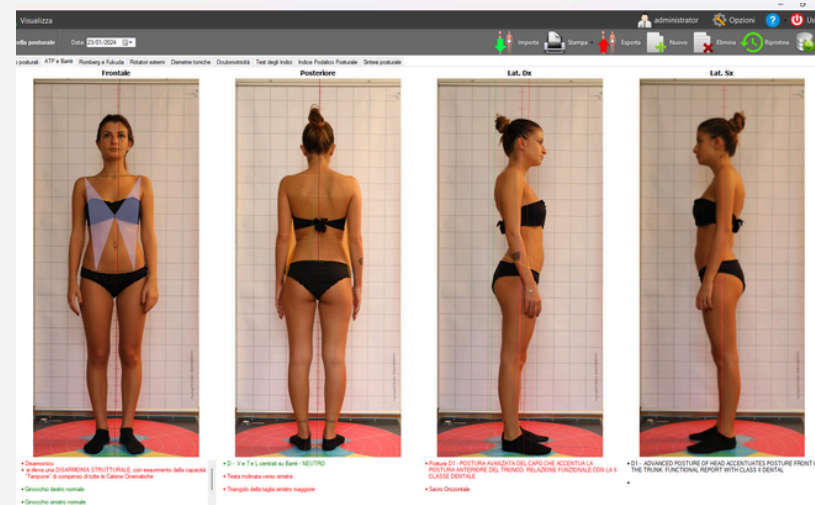 Visualizza
administrator
Opzioni
?
posturale
Data
23/01/2024
Importa
Stampa
Esporta
Nuovo
Elimina
Ripristina
posturali
ATP e Barré
Romberg e Fukuda
Rotatori esterni
Dismetrie toniche
Oculomotricità
Test degli Indici
Indice Podalico Posturale
Sintesi posturale
Frontale
Posteriore
Lat. Dx
Lat. Sx
• Disarmonico
• si rileva una DISARMONIA STRUTTURALE, con esaurimento della capacità
"Tampone" di compenso di tutte le Catene Cinematiche
• Ginocchio destro normale
• Ginocchio sinistro normale
• D - V e 7 e L centrati su Barré - NEUTRO
• Testa inclinata verso sinistra
• Triangolo della taglia sinistro maggiore
• Postura D1 - POSTURA AVANZATA DEL CAPO CHE ACCENTUA LA
POSTURA ANTERIORE DEL TRONCO: RELAZIONE FUNZIONALE CON LA II
CLASSE DENTALE
• Sacro Orizzontale
• D1 - ADVANCED POSTURE OF HEAD ACCENTUATES POSTURE FRONT
THE TRUNK: FUNCTIONAL REPORT WITH CLASS II DENTAL